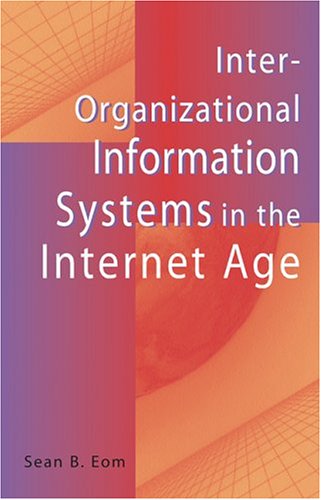 Inter-
Organizational
Information
Systems in the
Internet Age
Sean B. Eom